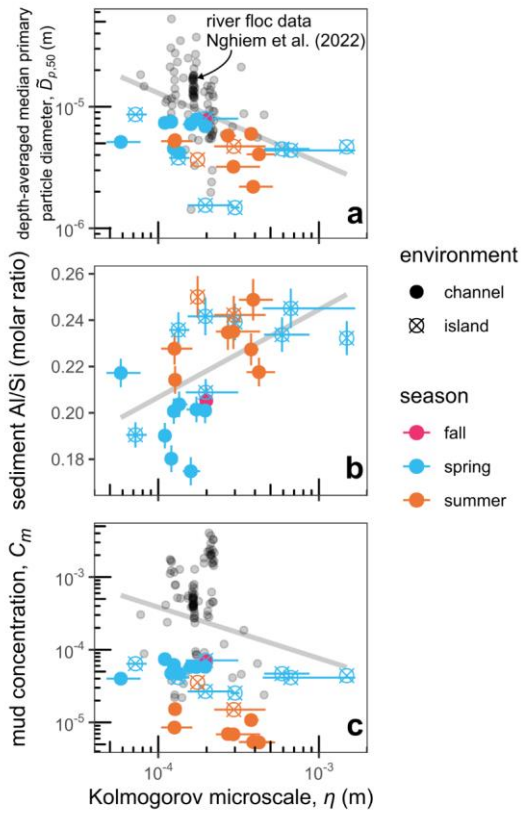 river floc data
Nghiem et al. (2022)
depth-averaged median primary
particle diameter, D̃p,50 (m)
10⁻⁵
10⁻⁶
a
sediment Al/Si (molar ratio)
0.26
0.24
0.22
0.20
0.18
b
mud concentration, Cm
10⁻³
10⁻⁴
10⁻⁵
c
10⁻⁴
10⁻³
Kolmogorov microscale, η (m)
environment
channel
island
season
fall
spring
summer